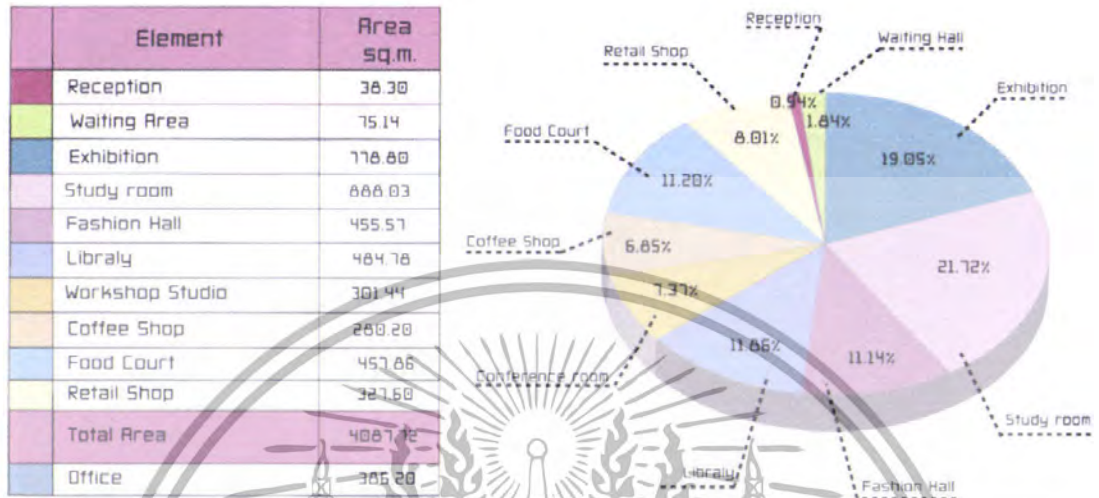 Element Area sq.m.
Reception 38.30
Waiting Area 75.14
Exhibition 778.80
Study room 888.03
Fashion Hall 455.57
Libraly 484.78
Workshop Studio 301.44
Coffee Shop 280.20
Food Court 457.86
Retail Shop 327.60
Total Area 4087.72
Office 385.20
Reception
Waiting Hall
Retail Shop
Exhibition
0.94%
1.84%
8.01%
Food Court
19.05%
11.20%
Coffee Shop
6.85%
21.72%
7.37%
11.86%
11.14%
Conference room
Study room
Libraly
Fashion Hall